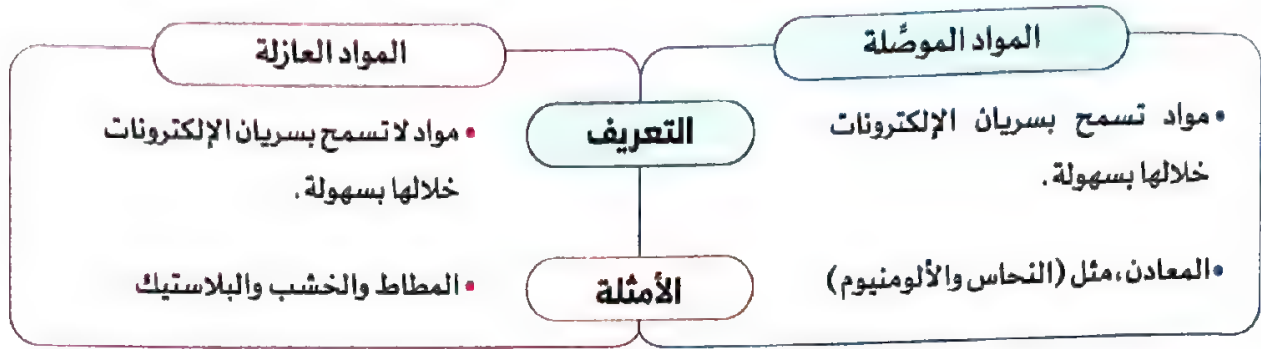 المواد الموصِّلة
المواد العازلة
التعريف
•مواد تسمح بسريان الإلكترونات
خلالها بسهولة.
•مواد لا تسمح بسريان الإلكترونات
خلالها بسهولة.
الأمثلة
•المعادن، مثل (النحاس والألومنيوم)
•المطاط والخشب والبلاستيك